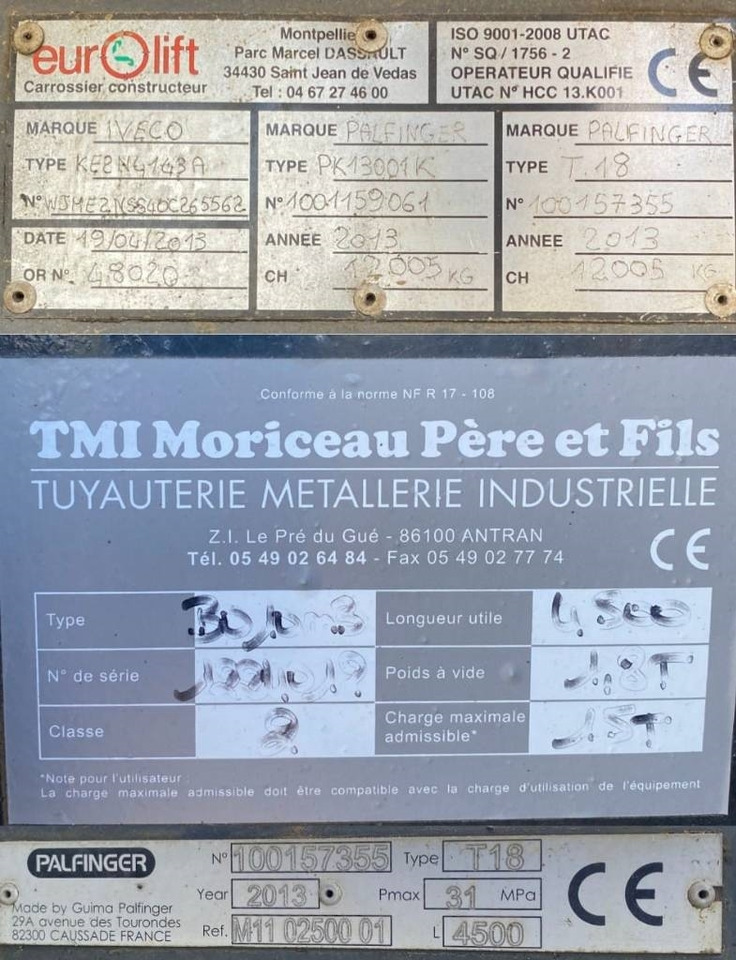 eurOlift
Carrossier constructeur
Montpellie
Parc Marcel DASSAULT
34430 Saint Jean de Vedas
Tel : 04 67 27 46 00
ISO 9001-2008 UTAC
N° SQ / 1756 - 2
OPERATEUR QUALIFIE
UTAC N° HCC 13.K001
CE
MARQUE IVECO
TYPE KE2N4143A
N° WJME2NSS40C265562
DATE 19/04/2013
OR N° 48020
MARQUE PALFINGER
TYPE PK13001K
N° 1001159061
ANNEE 2013
CH 12005 KG
MARQUE PALFINGER
TYPE T.18
N° 100157355
ANNEE 2013
CH 12005 KG
Conforme à la norme NF R 17 - 108
TMI Moriceau Père et Fils
TUYAUTERIE METALLERIE INDUSTRIELLE
Z.I. Le Pré du Gué - 86100 ANTRAN
Tél. 05 49 02 64 84 - Fax 05 49 02 77 74
CE
Type
Longueur utile 4.500
N° de série
Poids à vide 1.8T
Classe 2
Charge maximale
admissible*
*Note pour l'utilisateur :
La charge maximale admissible doit être compatible avec la charge d'utilisation de l'équipement
PALFINGER
Made by Guima Palfinger
29A avenue des Tourondes
82300 CAUSSADE FRANCE
N° 100157355 Type T18
Year 2013 Pmax 31 MPa
Ref. M11 02500 01 L 4500
CE